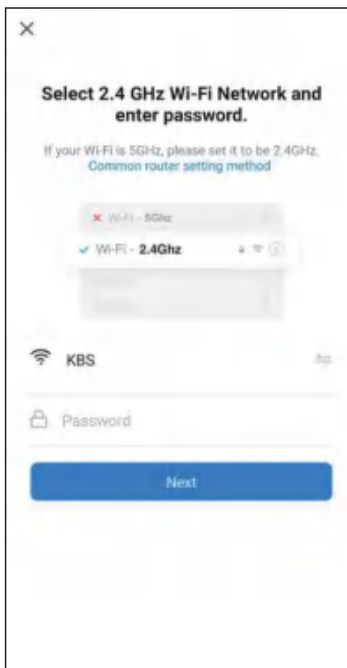 Select 2.4 GHz Wi-Fi Network and
enter password.
If your Wi-Fi is 5GHz, please set it to be 2.4GHz.
Common router setting method
Wi-Fi - 5Ghz
Wi-Fi - 2.4Ghz
KBS
Password
Next